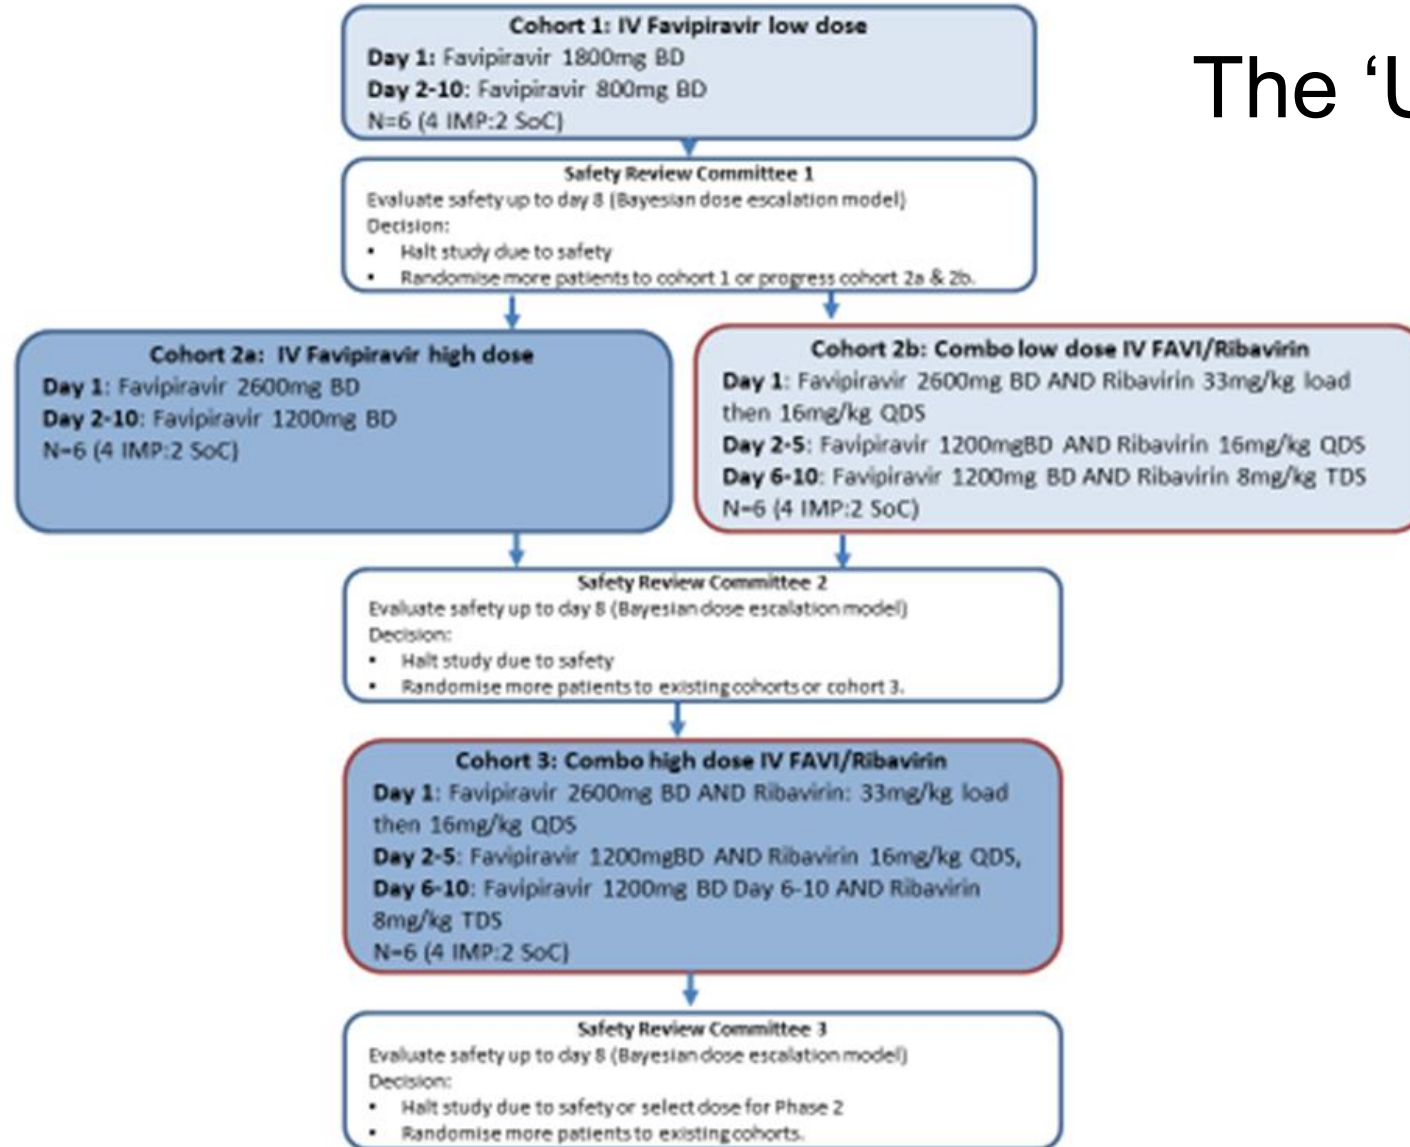 The ‘U
Cohort 1: IV Favipiravir low dose
Day 1: Favipiravir 1800mg BD
Day 2-10: Favipiravir 800mg BD
N=6 (4 IMP:2 SoC)
Safety Review Committee 1
Evaluate safety up to day 8 (Bayesian dose escalation model)
Decision:
• Halt study due to safety
• Randomise more patients to cohort 1 or progress cohort 2a & 2b.
Cohort 2a: IV Favipiravir high dose
Day 1: Favipiravir 2600mg BD
Day 2-10: Favipiravir 1200mg BD
N=6 (4 IMP:2 SoC)
Cohort 2b: Combo low dose IV FAVI/Ribavirin
Day 1: Favipiravir 2600mg BD AND Ribavirin 33mg/kg load
then 16mg/kg QDS
Day 2-5: Favipiravir 1200mgBD AND Ribavirin 16mg/kg QDS
Day 6-10: Favipiravir 1200mg BD AND Ribavirin 8mg/kg TDS
N=6 (4 IMP:2 SoC)
Safety Review Committee 2
Evaluate safety up to day 8 (Bayesian dose escalation model)
Decision:
• Halt study due to safety
• Randomise more patients to existing cohorts or cohort 3.
Cohort 3: Combo high dose IV FAVI/Ribavirin
Day 1: Favipiravir 2600mg BD AND Ribavirin: 33mg/kg load
then 16mg/kg QDS
Day 2-5: Favipiravir 1200mgBD AND Ribavirin 16mg/kg QDS,
Day 6-10: Favipiravir 1200mg BD Day 6-10 AND Ribavirin
8mg/kg TDS
N=6 (4 IMP:2 SoC)
Safety Review Committee 3
Evaluate safety up to day 8 (Bayesian dose escalation model)
Decision:
• Halt study due to safety or select dose for Phase 2
• Randomise more patients to existing cohorts.